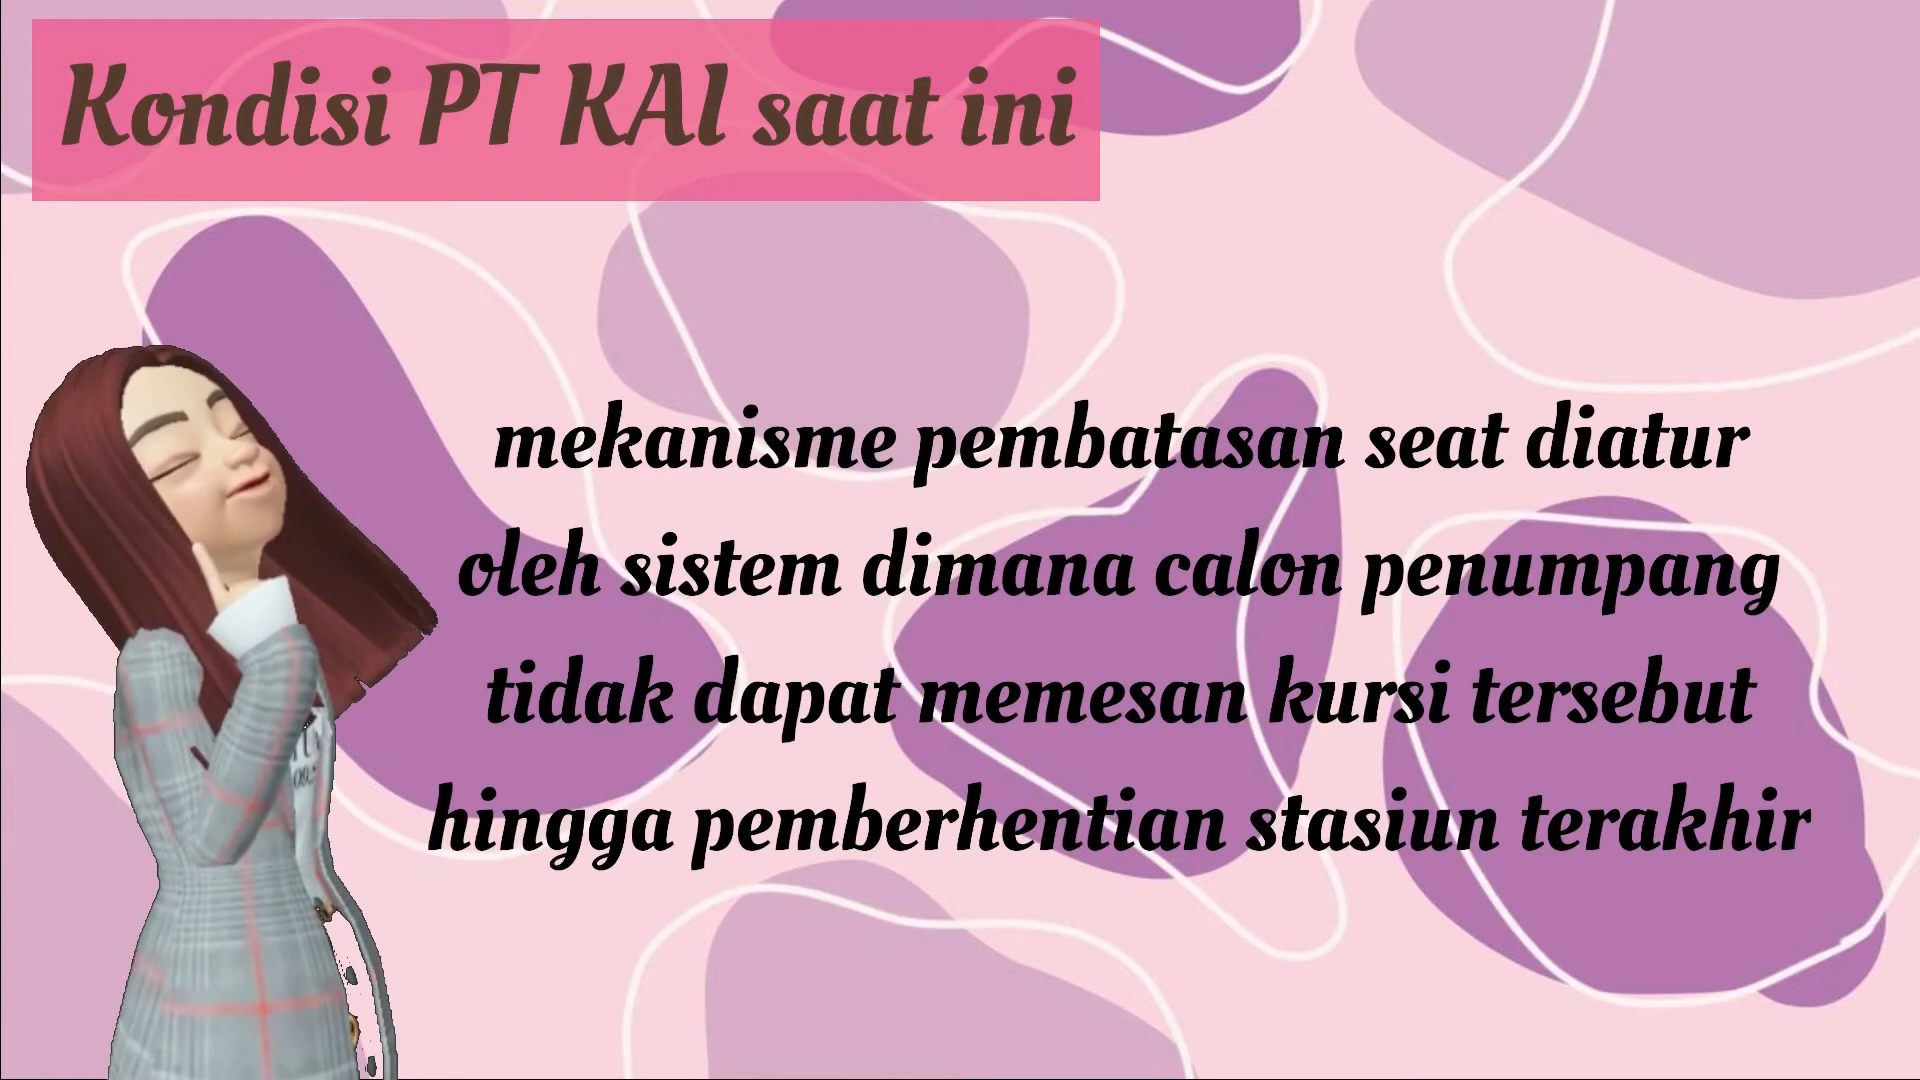 Kondisi PT KAI saat ini
mekanisme pembatasan seat diatur
oleh sistem dimana calon penumpang
tidak dapat memesan kursi tersebut
hingga pemberhentian stasiun terakhir